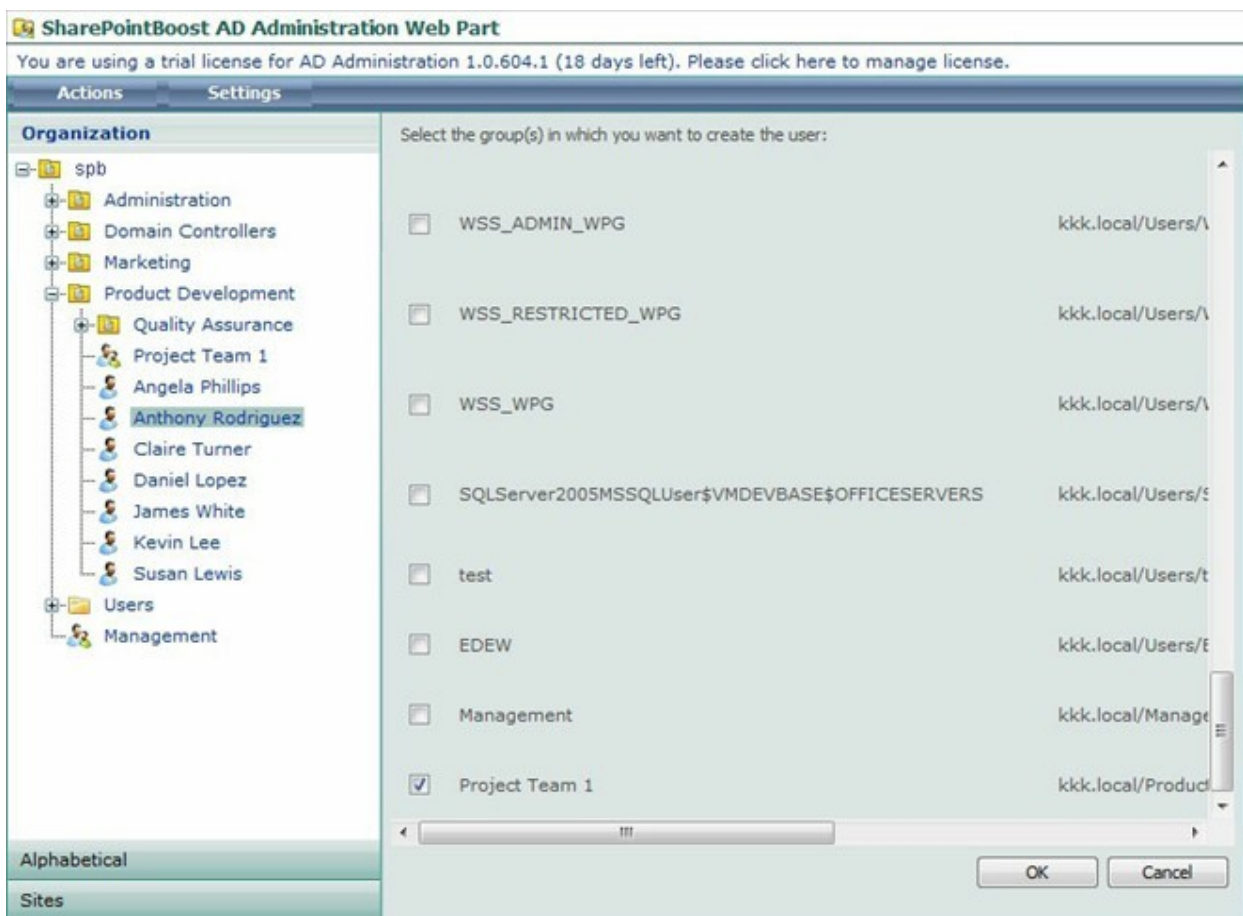 SharePointBoost AD Administration Web Part
You are using a trial license for AD Administration 1.0.604.1 (18 days left). Please click here to manage license.
Actions Settings
Organization
spb
Administration
Domain Controllers
Marketing
Product Development
Quality Assurance
Project Team 1
Angela Phillips
Anthony Rodriguez
Claire Turner
Daniel Lopez
James White
Kevin Lee
Susan Lewis
Users
Management
Alphabetical
Sites
Select the group(s) in which you want to create the user:
WSS_ADMIN_WPG kkk.local/Users/
WSS_RESTRICTED_WPG kkk.local/Users/
WSS_WPG kkk.local/Users/
SQLServer2005MSSQLUser$VMDEVBASE$OFFICESERVERS kkk.local/Users/S
test kkk.local/Users/t
EDEW kkk.local/Users/E
Management kkk.local/Manage
Project Team 1 kkk.local/Product
OK Cancel